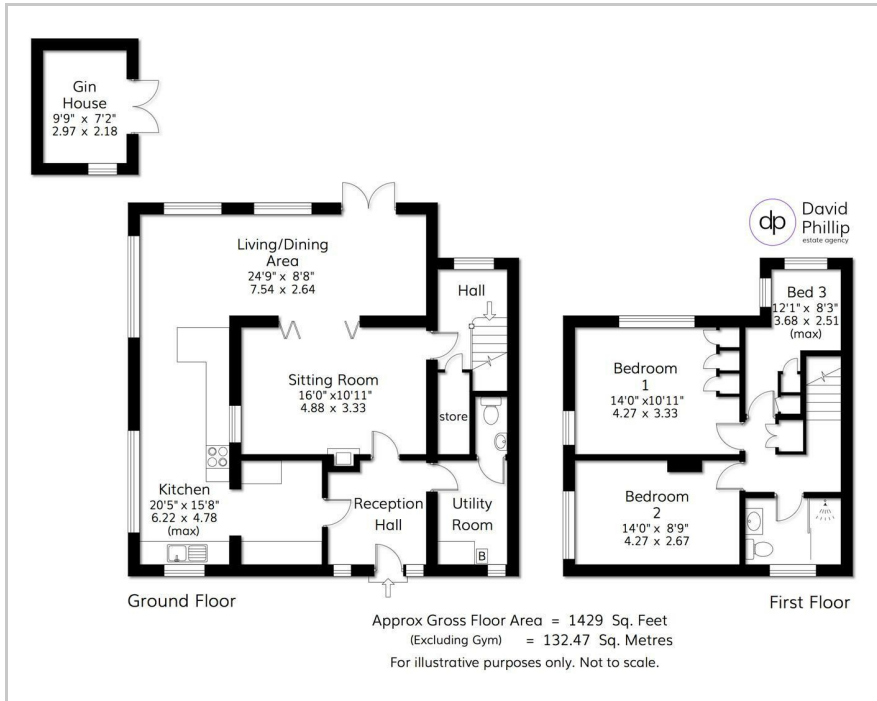 Gin
House
9'9" x 7'2"
2.97 x 2.18
Living/Dining
Area
24'9" x 8'8"
7.54 x 2.64
Hall
Sitting Room
16'0" x10'11"
4.88 x 3.33
store
Kitchen
20'5" x 15'8"
6.22 x 4.78
(max)
Reception
Hall
Utility
Room
B
Ground Floor
dp
David
Phillip
estate agency
Bed 3
12'1" x 8'3"
3.68 x 2.51
(max)
Bedroom
1
14'0" x10'11"
4.27 x 3.33
Bedroom
2
14'0" x 8'9"
4.27 x 2.67
First Floor
Approx Gross Floor Area = 1429 Sq. Feet
(Excluding Gym) = 132.47 Sq. Metres
For illustrative purposes only. Not to scale.